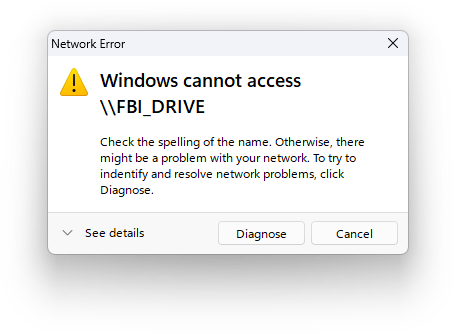 Network Error
Windows cannot access
\\FBI_DRIVE
Check the spelling of the name. Otherwise, there
might be a problem with your network. To try to
indentify and resolve network problems, click
Diagnose.
See details
Diagnose
Cancel